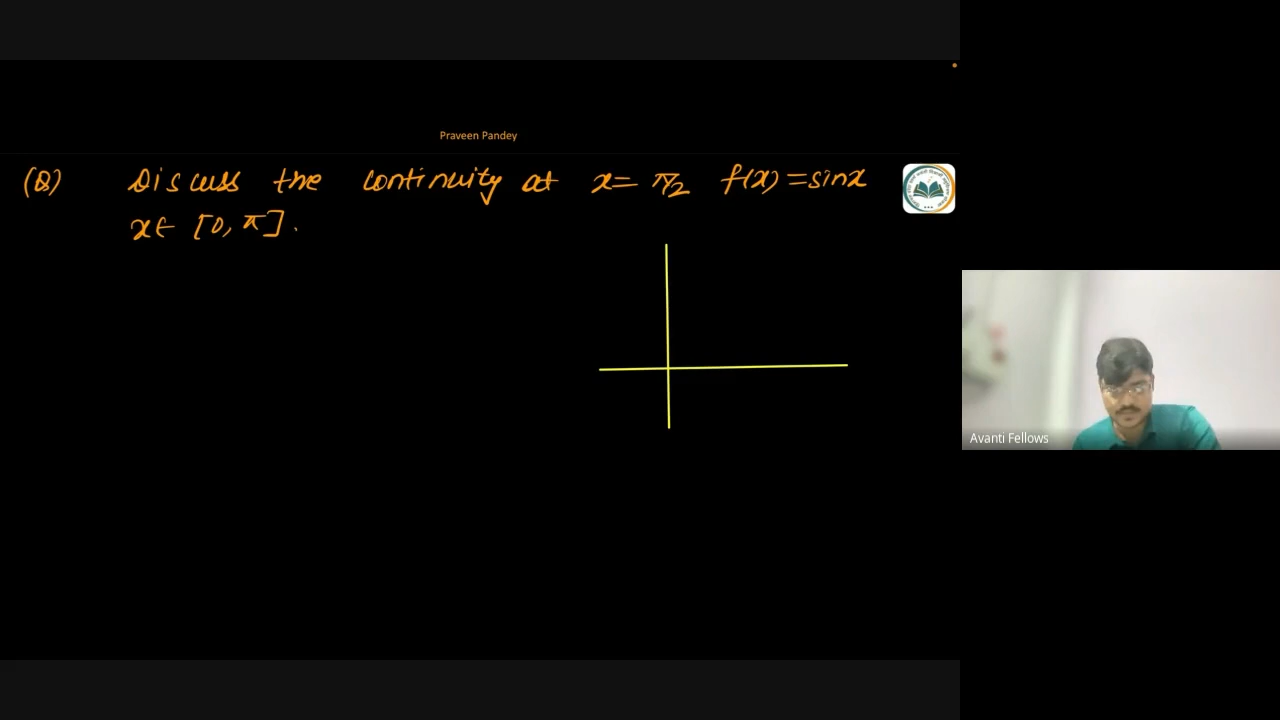 Praveen Pandey
(Q) Discuss the continuity at x = π/2 f(x) = sinx
x ∈ [0, π].
Avanti Fellows